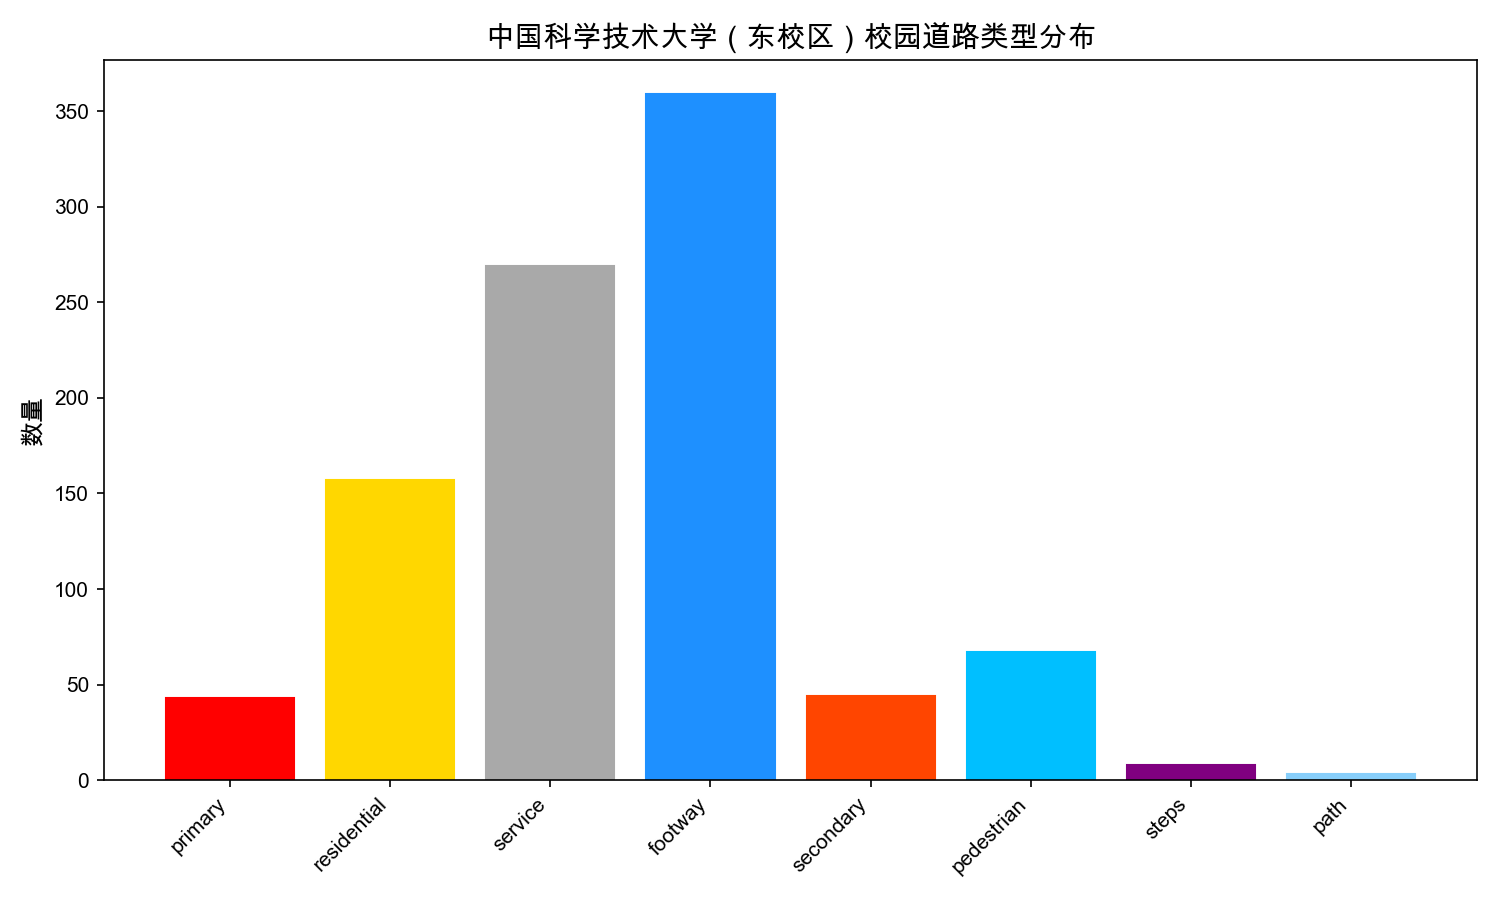 中国科学技术大学（东校区）校园道路类型分布
数量
350
300
250
200
150
100
50
0
primary
residential
service
footway
secondary
pedestrian
steps
path